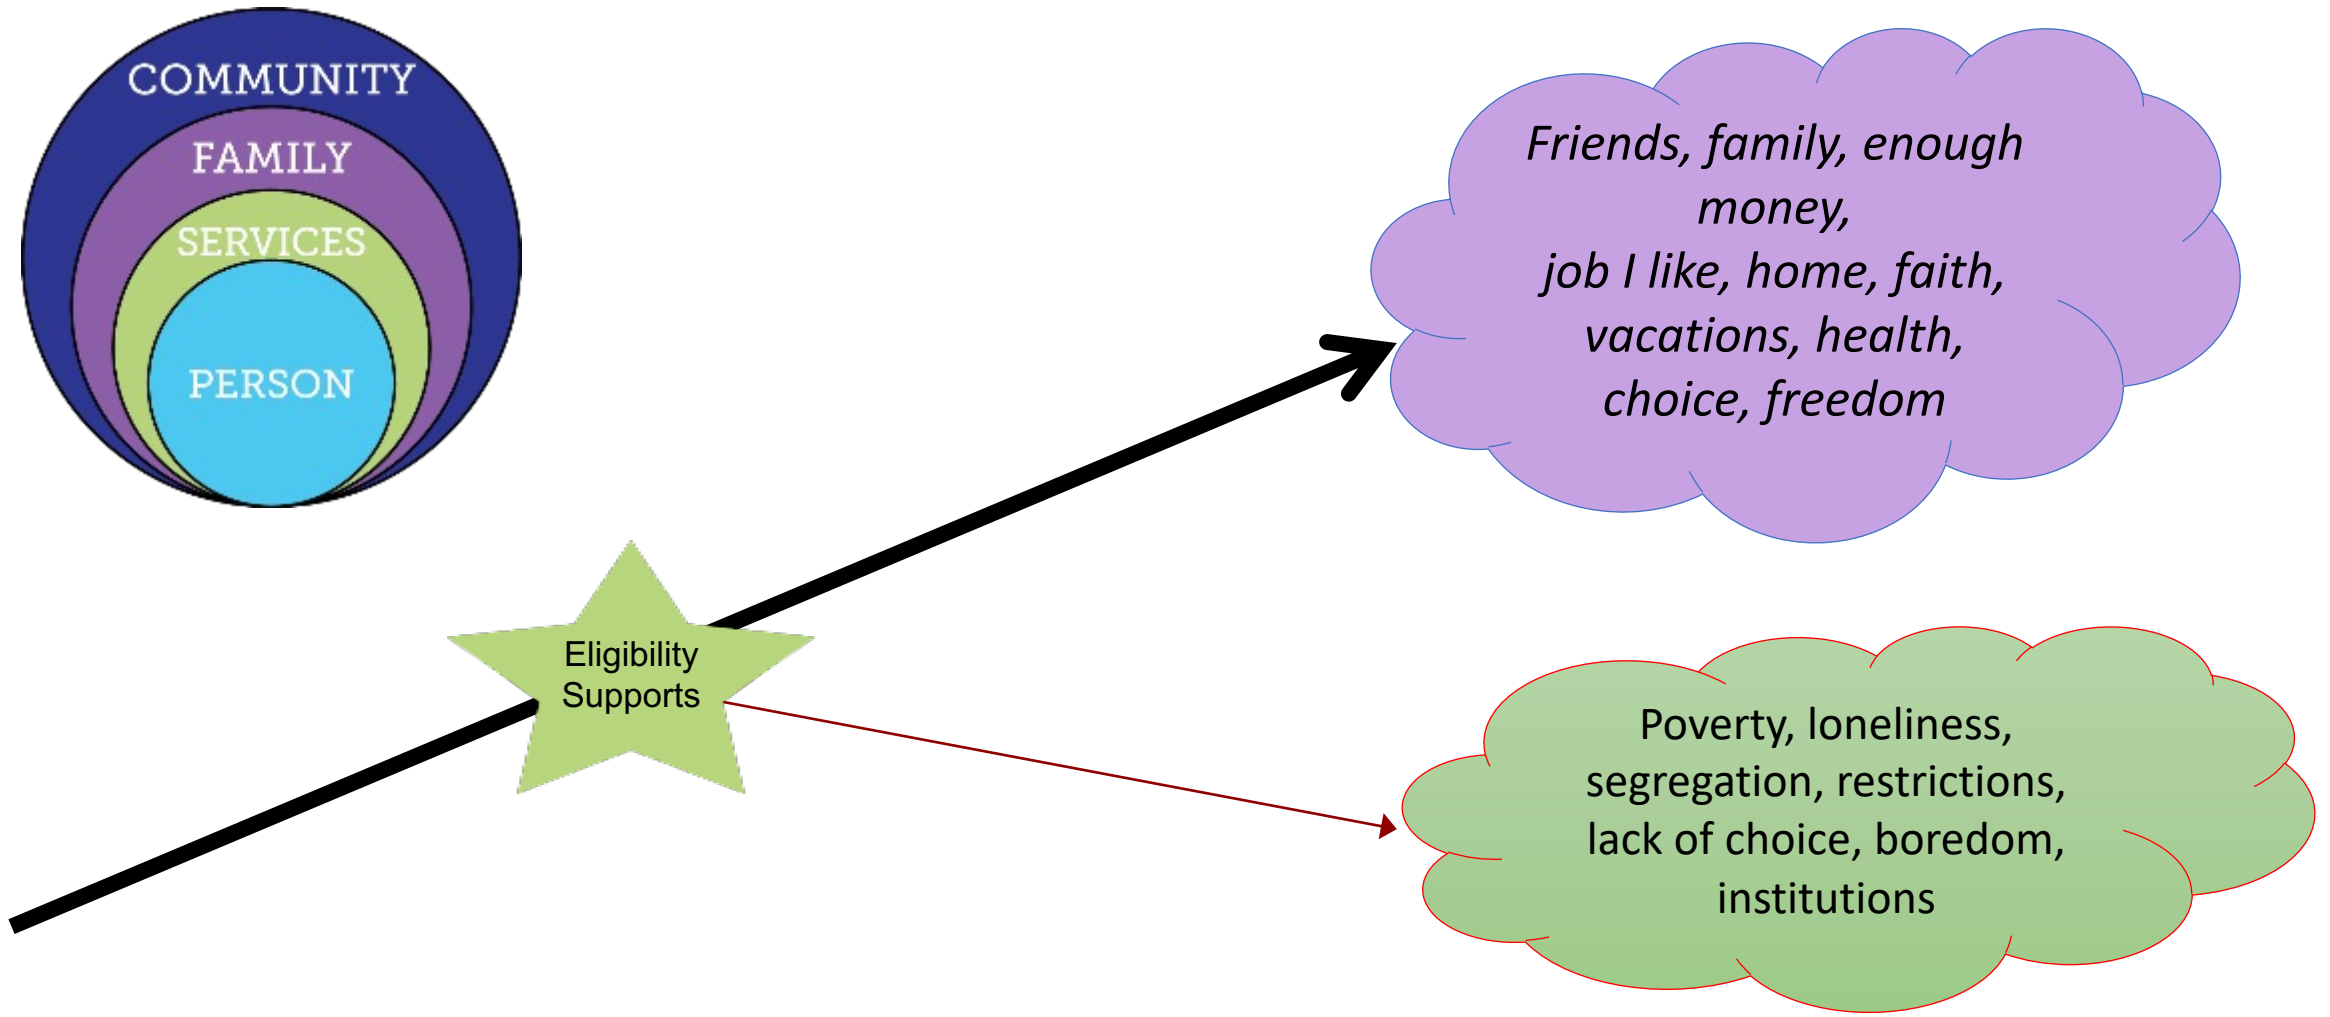 COMMUNITY
FAMILY
SERVICES
PERSON
Friends, family, enough
money,
job I like, home, faith,
vacations, health,
choice, freedom
Eligibility
Supports
Poverty, loneliness,
segregation, restrictions,
lack of choice, boredom,
institutions